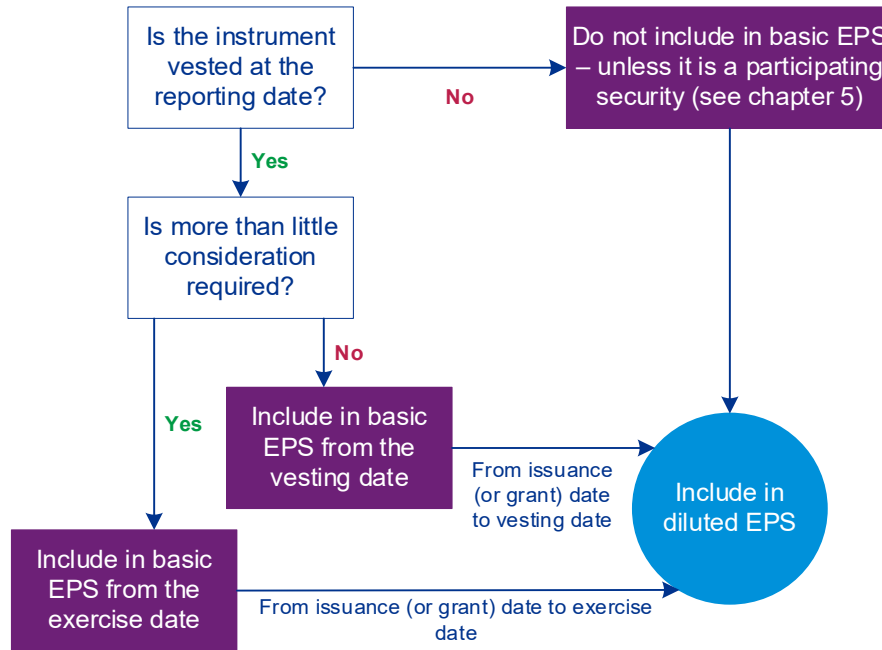 Is the instrument
vested at the
reporting date?
No
Do not include in basic EPS
– unless it is a participating
security (see chapter 5)
Yes
Is more than little
consideration
required?
No
Yes
Include in basic
EPS from the
vesting date
From issuance
(or grant) date
to vesting date
Include in
diluted EPS
Include in basic
EPS from the
exercise date
From issuance (or grant) date to exercise
date